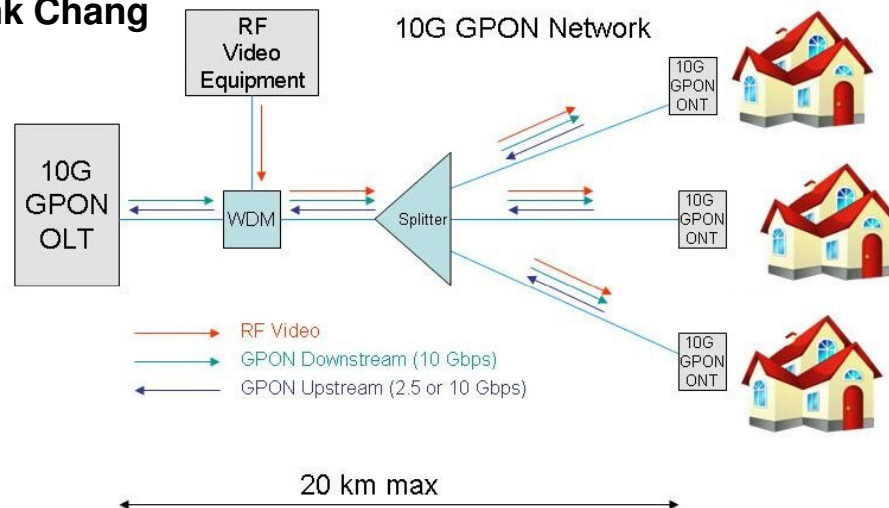 Chang
RF
Video
Equipment
10G GPON Network
10G
GPON
ONT
10G
GPON
OLT
WDM
Splitter
10G
GPON
ONT
RF Video
GPON Downstream (10 Gbps)
GPON Upstream (2.5 or 10 Gbps)
10G
GPON
ONT
20 km max